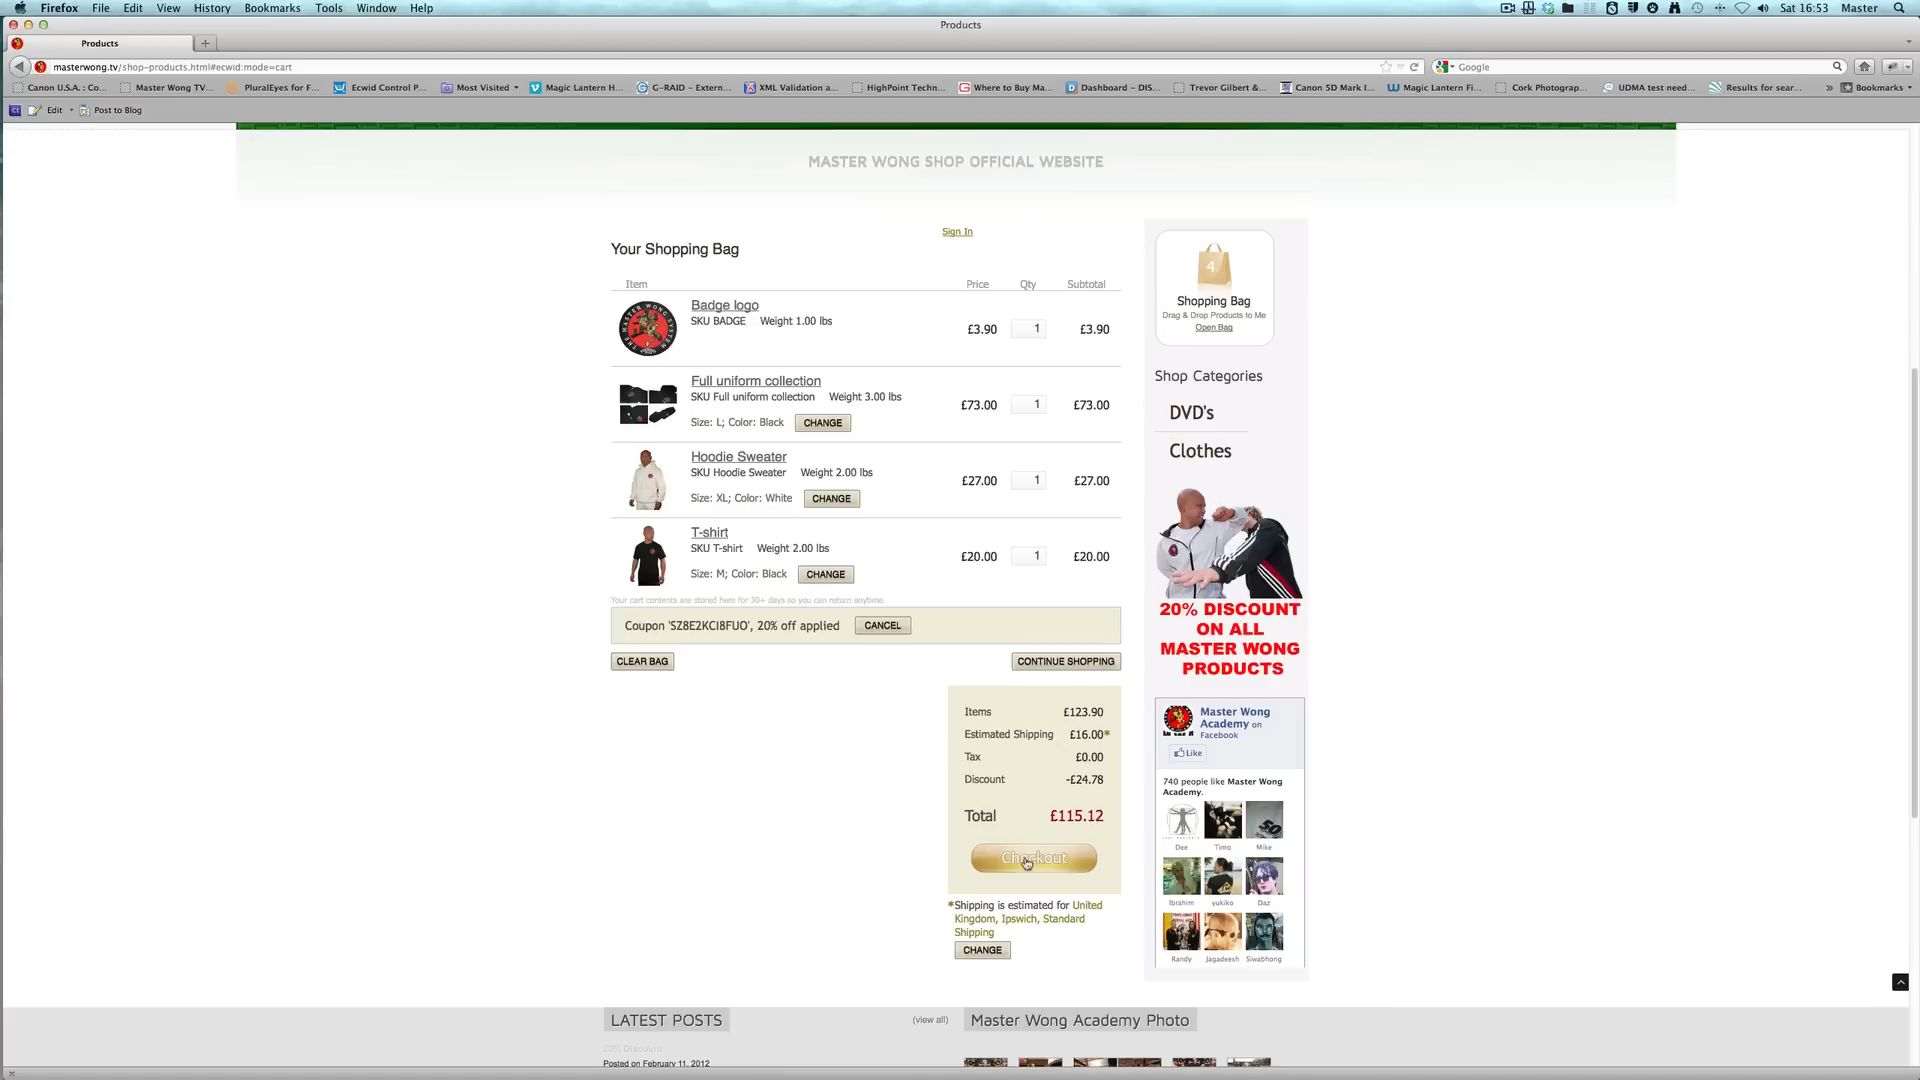 Firefox File Edit View History Bookmarks Tools Window Help Sat 16:53 Master
Products
Products
masterwong.tv/shop-products.html#ecwid:mode=cart Google
Canon U.S.A. : Co... Master Wong TV... PluralEyes for F... Ecwid Control P... Most Visited Magic Lantern H... G-RAID – Extern... XML Validation a... HighPoint Techn... Where to Buy Ma... Dashboard – DIS... Trevor Gilbert &... Canon 5D Mark I... Magic Lantern Fi... Cork Photograp... UDMA test need... Results for sear... » Bookmarks
Edit Post to Blog
MASTER WONG SHOP OFFICIAL WEBSITE
Sign In
Your Shopping Bag
Item Price Qty Subtotal
Badge logo
SKU BADGE Weight 1.00 lbs
£3.90 1 £3.90
Full uniform collection
SKU Full uniform collection Weight 3.00 lbs
£73.00 1 £73.00
Size: L; Color: Black CHANGE
Hoodie Sweater
SKU Hoodie Sweater Weight 2.00 lbs
£27.00 1 £27.00
Size: XL; Color: White CHANGE
T-shirt
SKU T-shirt Weight 2.00 lbs
£20.00 1 £20.00
Size: M; Color: Black CHANGE
Your cart contents are stored here for 30+ days so you can return anytime.
Coupon 'SZ8E2KCI8FUO', 20% off applied CANCEL
CLEAR BAG CONTINUE SHOPPING
Items £123.90
Estimated Shipping £16.00*
Tax £0.00
Discount -£24.78
Total £115.12
Checkout
*Shipping is estimated for United
Kingdom, Ipswich, Standard
Shipping
CHANGE
4
Shopping Bag
Drag & Drop Products to Me
Open Bag
Shop Categories
DVD's
Clothes
20% DISCOUNT
ON ALL
MASTER WONG
PRODUCTS
Master Wong
Academy on
Facebook
Like
740 people like Master Wong
Academy.
Dee Timo Mike
Ibrahim yukiko Daz
Randy Jagadeesh Siwabhong
LATEST POSTS (view all) Master Wong Academy Photo
20% Discount
Posted on February 11, 2012